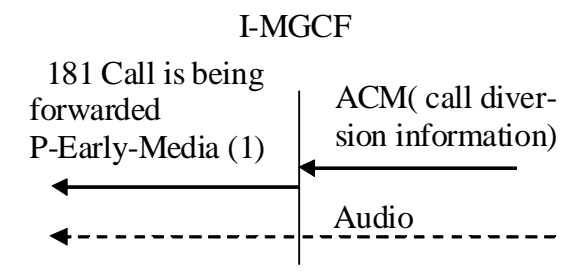 I-MGCF
181 Call is being
forwarded
P-Early-Media (1)
ACM( call diver-
sion information)
Audio